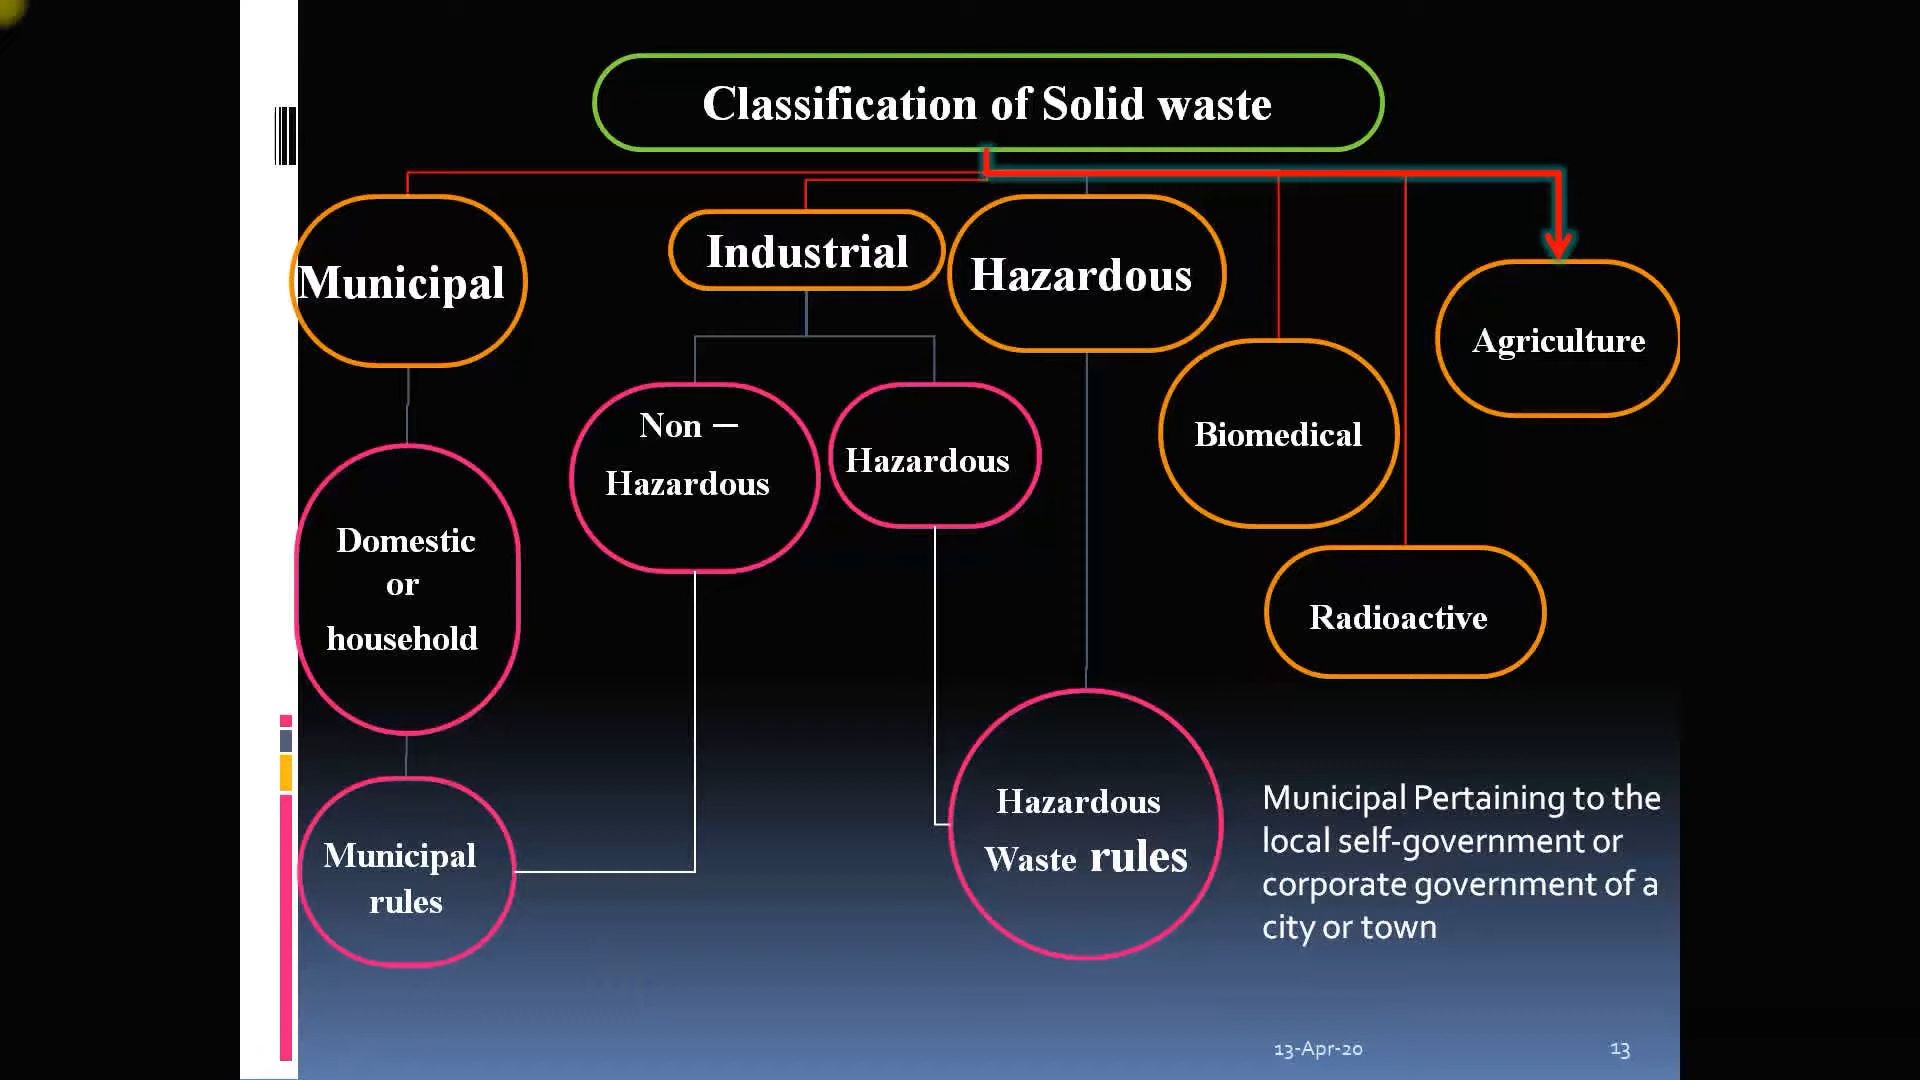 Classification of Solid waste
Municipal
Industrial
Hazardous
Agriculture
Biomedical
Radioactive
Non –
Hazardous
Hazardous
Domestic
or
household
Municipal
rules
Hazardous
Waste rules
Municipal Pertaining to the
local self-government or
corporate government of a
city or town
13-Apr-20
13